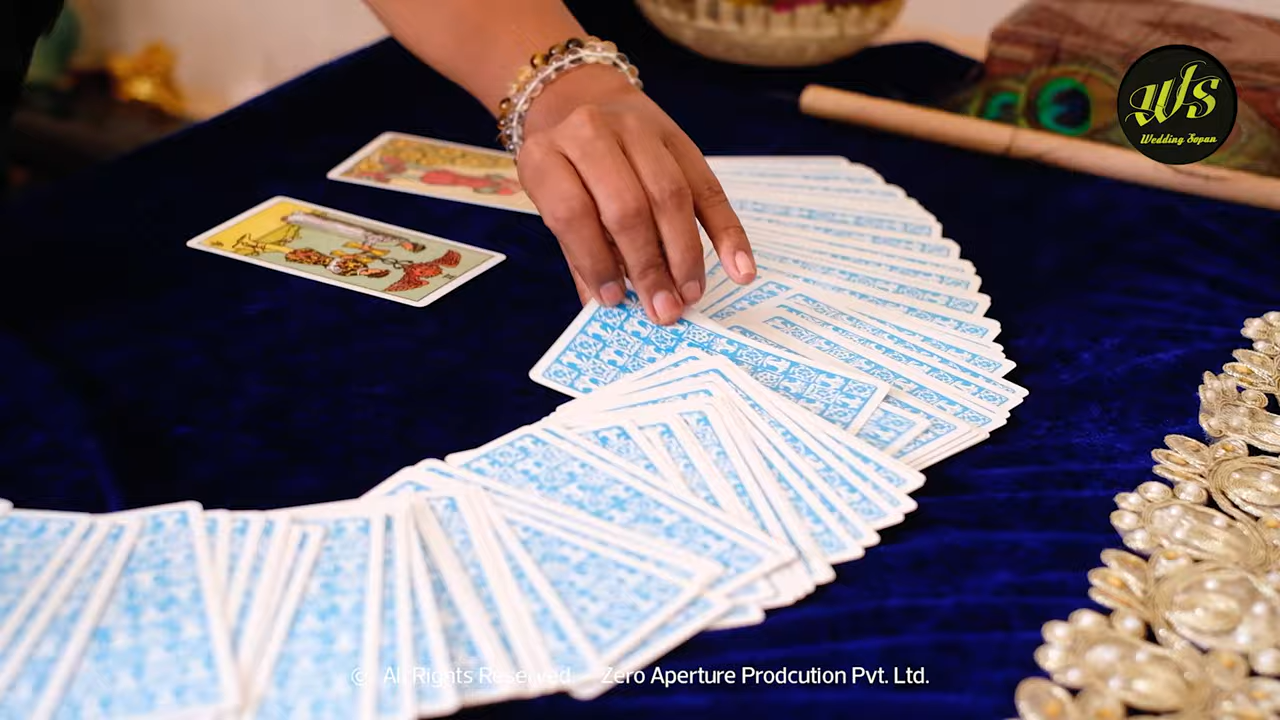 WS
Wedding Sopan
© All Rights Reserved Zero Aperture Prodcution Pvt. Ltd.